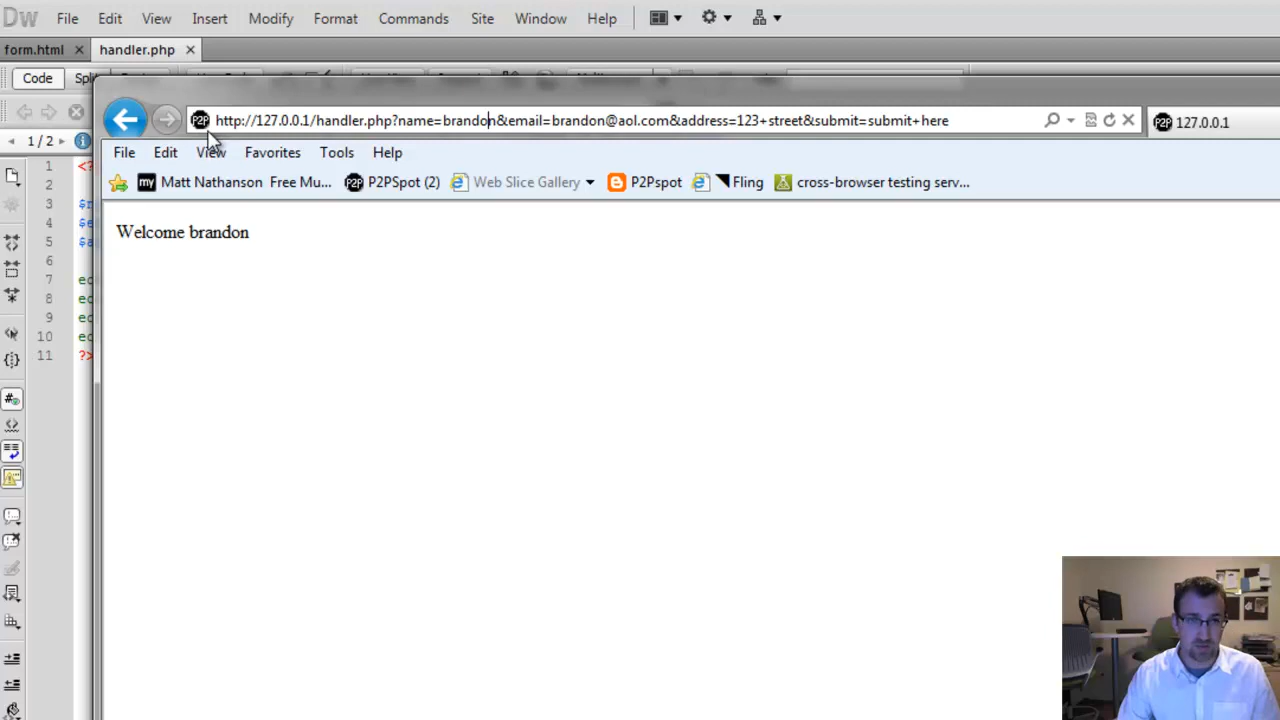 Dw File Edit View Insert Modify Format Commands Site Window Help
form.html handler.php
Code
http://127.0.0.1/handler.php?name=brandon&email=brandon@aol.com&address=123+street&submit=submit+here
P2P 127.0.0.1
1/2
File Edit View Favorites Tools Help
my Matt Nathanson Free Mu... P2P P2PSpot (2) Web Slice Gallery P2Pspot Fling cross-browser testing serv...
Welcome brandon
1 <?
2
3
4
5
6
7
8
9
10
11 ?>